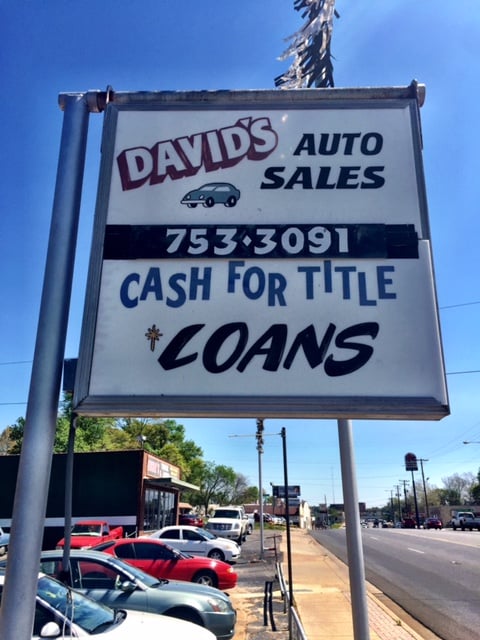 DAVID'S AUTO
SALES
753•3091
CASH FOR TITLE
LOANS